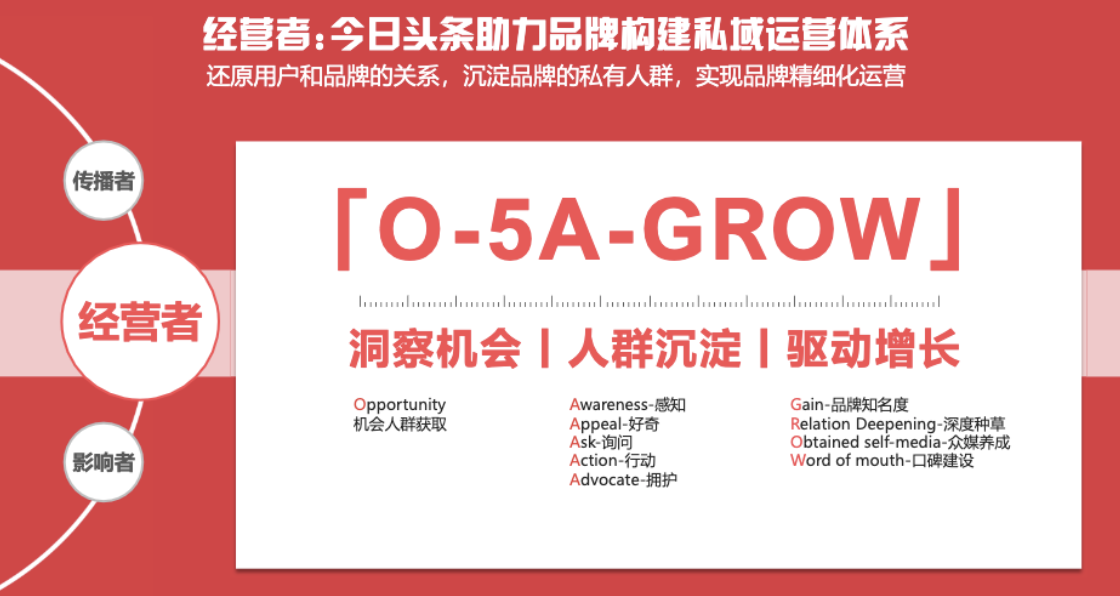 经营者:今日头条助力品牌构建私域运营体系
还原用户和品牌的关系，沉淀品牌的私有人群，实现品牌精细化运营
传播者
经营者
影响者
「O-5A-GROW」
洞察机会丨人群沉淀丨驱动增长
Opportunity
机会人群获取
Awareness-感知
Appeal-好奇
Ask-询问
Action-行动
Advocate-拥护
Gain-品牌知名度
Relation Deepening-深度种草
Obtained self-media-众媒养成
Word of mouth-口碑建设